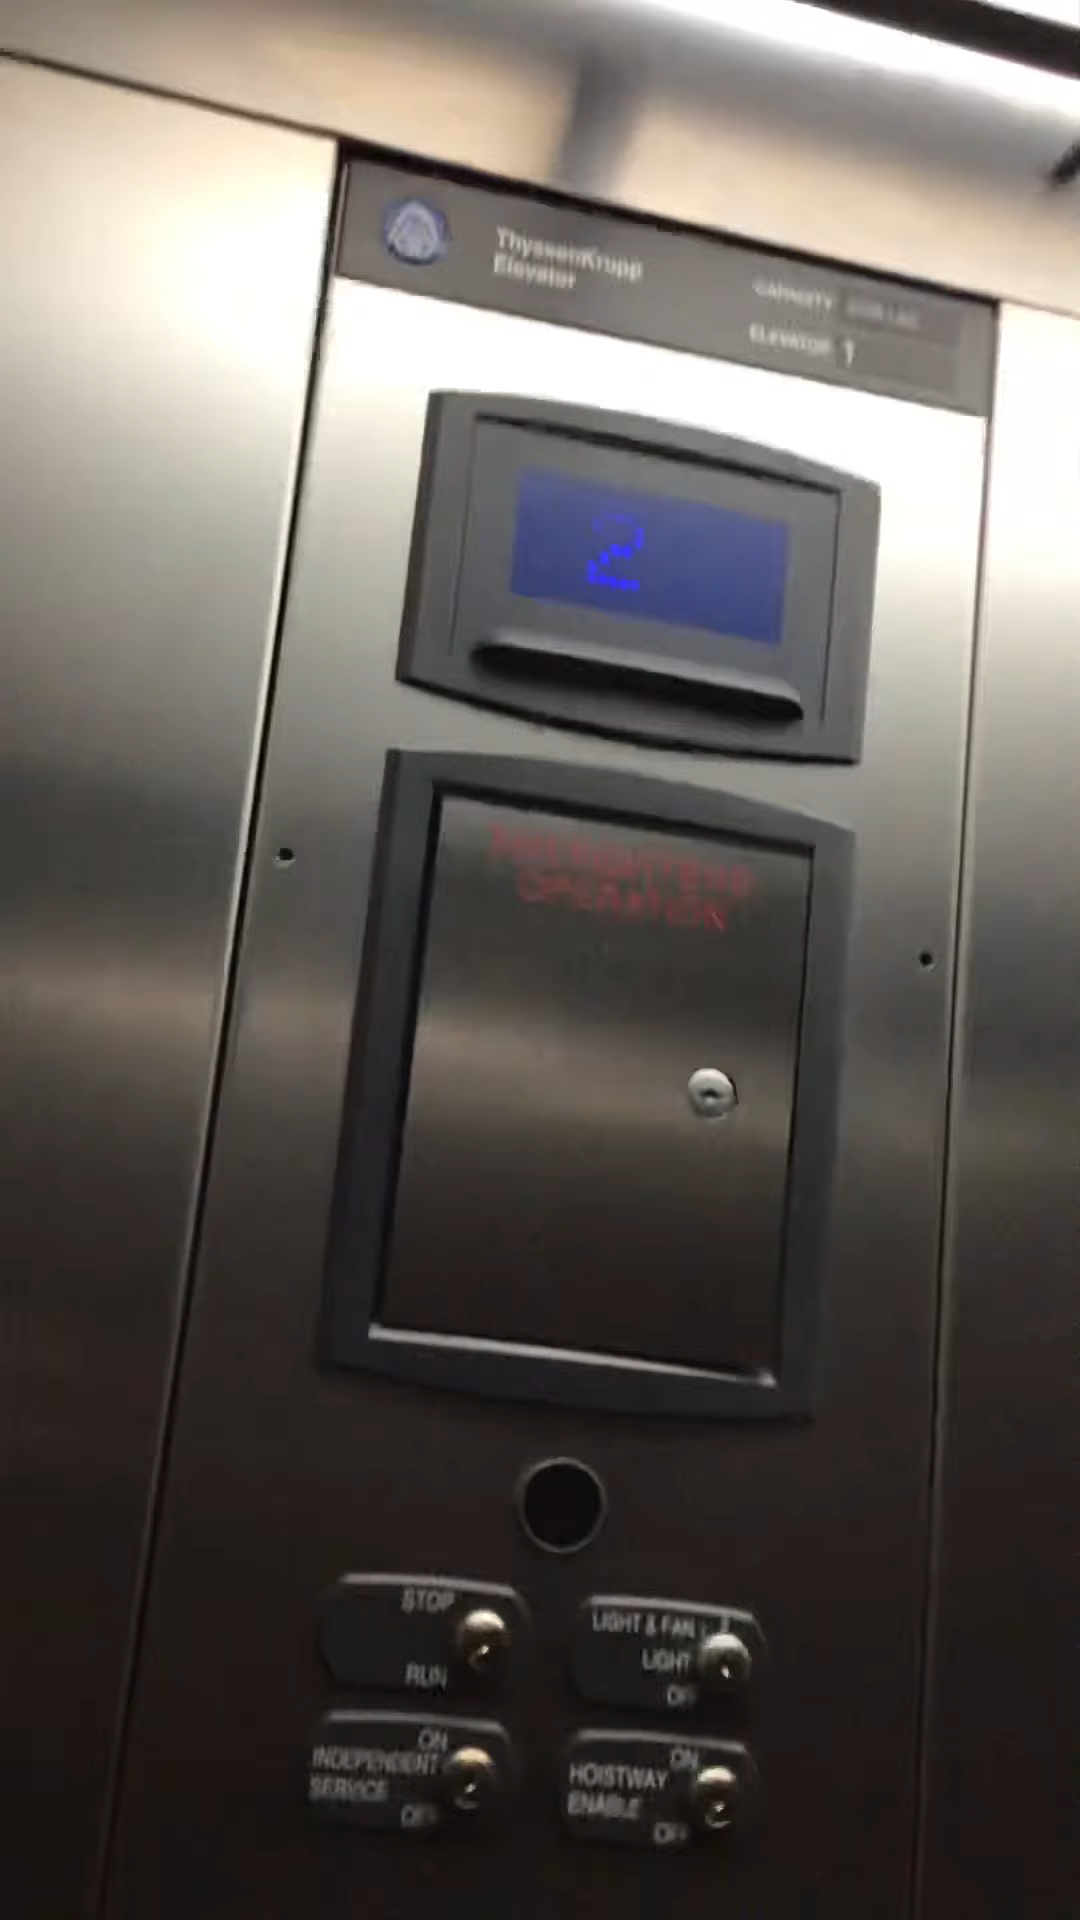 ThyssenKrupp
Elevator
CAPACITY
ELEVATOR 1
2
FIREFIGHTERS'
OPERATION
STOP
RUN
LIGHT & FAN
LIGHT
OFF
ON
INDEPENDENT
SERVICE
OFF
ON
HOISTWAY
ENABLE
OFF